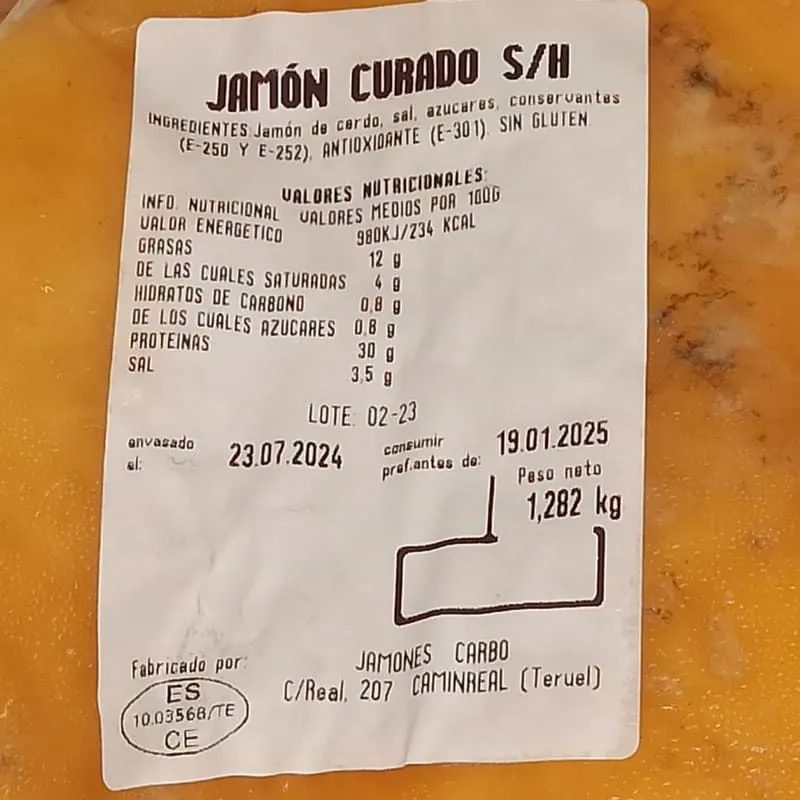 JAMÓN CURADO S/H
INGREDIENTES Jamón de cerdo, sal, azucares, conservantes
(E-250 Y E-252), ANTIOXIDANTE (E-301). SIN GLUTEN
VALORES NUTRICIONALES:
INFO. NUTRICIONAL VALORES MEDIOS POR 100G
VALOR ENERGETICO 980KJ/234 KCAL
GRASAS 12 g
DE LAS CUALES SATURADAS 4 g
HIDRATOS DE CARBONO 0,8 g
DE LOS CUALES AZUCARES 0,8 g
PROTEINAS 30 g
SAL 3,5 g
LOTE: 02-23
envasado el: 23.07.2024 consumir pref.antes de: 19.01.2025
Peso neto
1,282 kg
Fabricado por: JAMONES CARBO
C/Real, 207 CAMINREAL (Teruel)
ES
10.03568/TE
CE